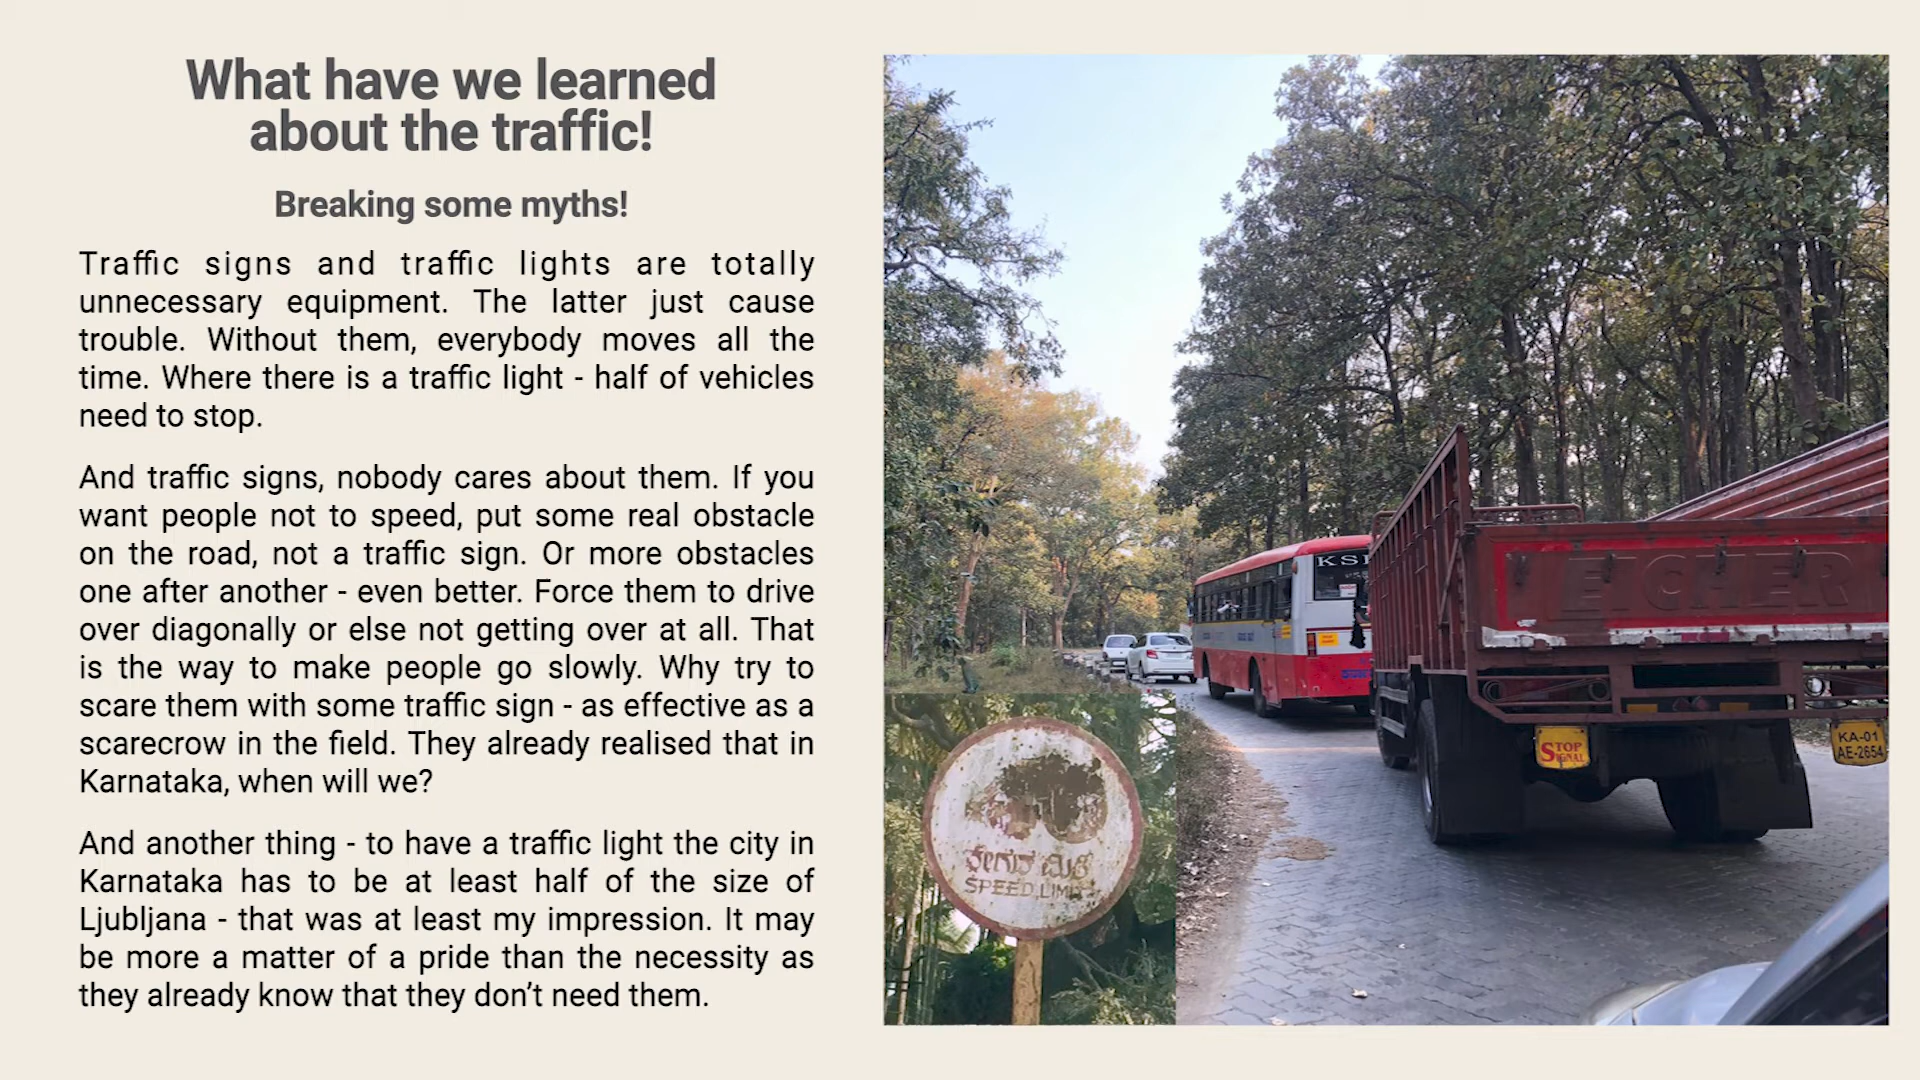 What have we learned
about the traffic!
Breaking some myths!
Traffic signs and traffic lights are totally
unnecessary equipment. The latter just cause
trouble. Without them, everybody moves all the
time. Where there is a traffic light - half of vehicles
need to stop.
And traffic signs, nobody cares about them. If you
want people not to speed, put some real obstacle
on the road, not a traffic sign. Or more obstacles
one after another - even better. Force them to drive
over diagonally or else not getting over at all. That
is the way to make people go slowly. Why try to
scare them with some traffic sign - as effective as a
scarecrow in the field. They already realised that in
Karnataka, when will we?
And another thing - to have a traffic light the city in
Karnataka has to be at least half of the size of
Ljubljana - that was at least my impression. It may
be more a matter of a pride than the necessity as
they already know that they don't need them.
EICHER
STOP
SIGNAL
KA-01
AE-2654
SPEED LIMIT